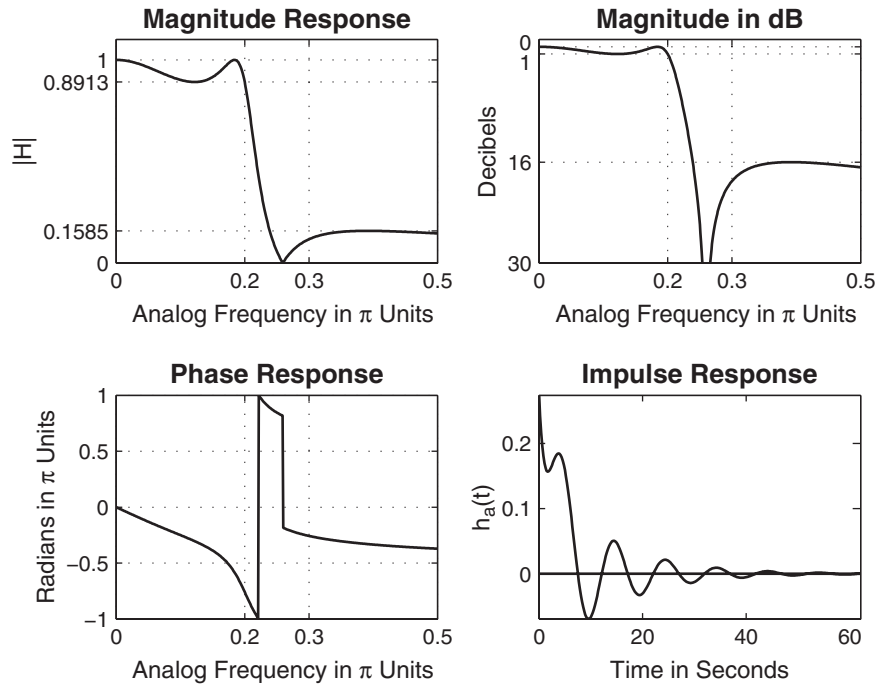 Magnitude Response
1
0.8913
0.1585
0
|H|
0
0.2
0.3
0.5
Analog Frequency in π Units
Magnitude in dB
0
1
16
30
Decibels
0
0.2
0.3
0.5
Analog Frequency in π Units
Phase Response
1
0.5
0
−0.5
−1
Radians in π Units
0
0.2
0.3
0.5
Analog Frequency in π Units
Impulse Response
0.2
0.1
0
ha(t)
0
20
40
60
Time in Seconds